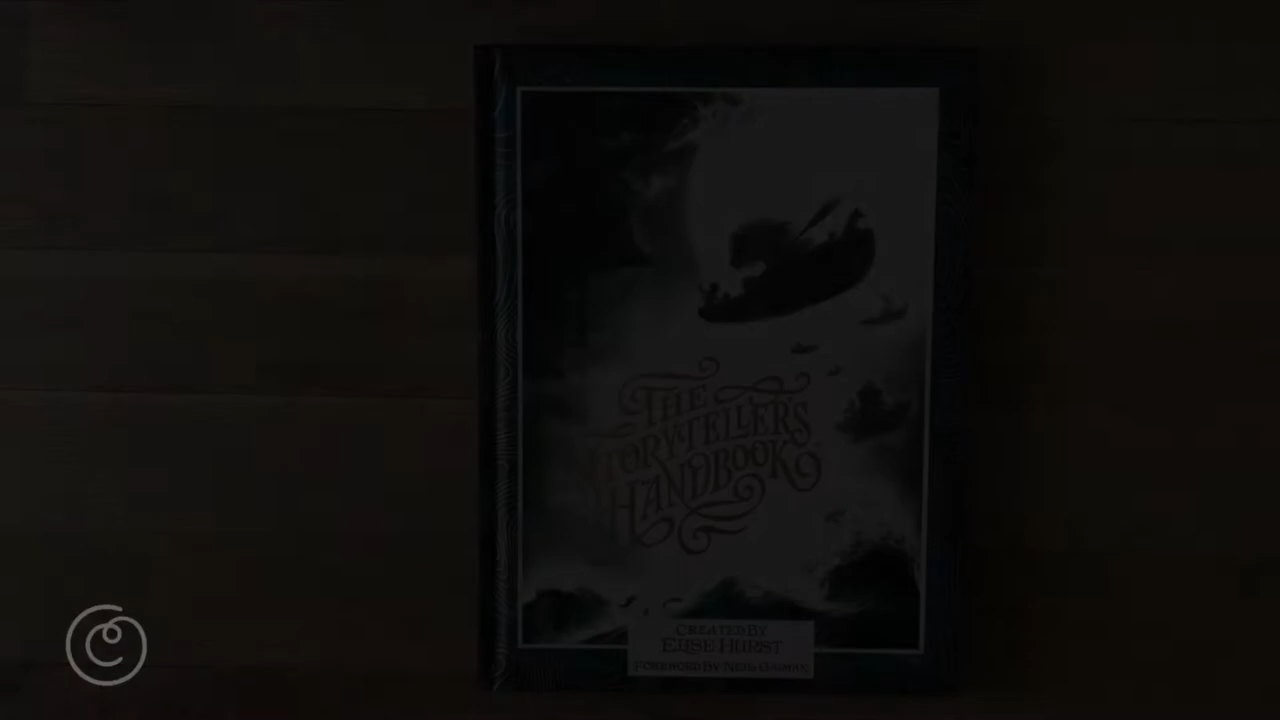 THE
STORYTELLER'S
HANDBOOK
CREATED BY
ELISE HURST
FOREWORD BY NEIL GAIMAN